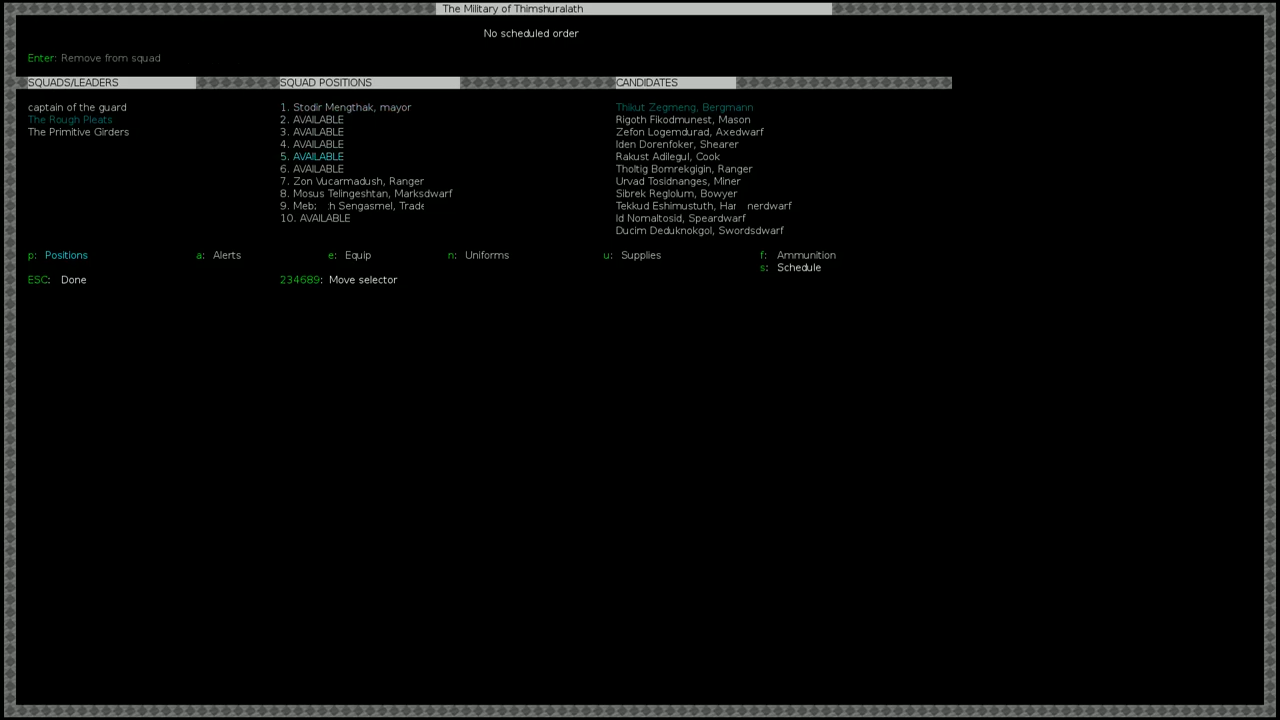 The Military of Thimshuralath
No scheduled order
Enter: Remove from squad
SQUADS/LEADERS
SQUAD POSITIONS
CANDIDATES
captain of the guard
The Rough Pleats
The Primitive Girders
1. Stodir Mengthak, mayor
2. AVAILABLE
3. AVAILABLE
4. AVAILABLE
5. AVAILABLE
6. AVAILABLE
7. Zon Vucarmadush, Ranger
8. Mosus Telingeshtan, Marksdwarf
9. Sengasmel,
10. AVAILABLE
Thikut Zegmeng, Bergmann
Rigoth Fikodmunest, Mason
Zefon Logemdurad, Axedwarf
Iden Dorenfoker, Shearer
Rakust Adilegul, Cook
Tholtig Bomrekgigin, Ranger
Urvad Tosidnanges, Miner
Sibrek Reglolum, Bowyer
Tekkud Eshimustuth,
Id Nomaltosid, Speardwarf
Ducim Deduknokgol, Swordsdwarf
p: Positions
a: Alerts
e: Equip
n: Uniforms
u: Supplies
f: Ammunition
s: Schedule
ESC: Done
234689: Move selector